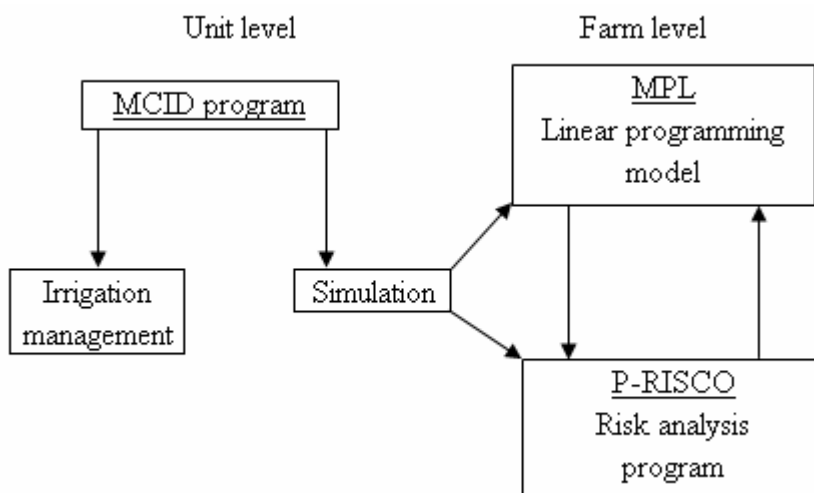 Unit level
Farm level
MCID program
MPL
Linear programming
model
Irrigation
management
Simulation
P-RISCO
Risk analysis
program